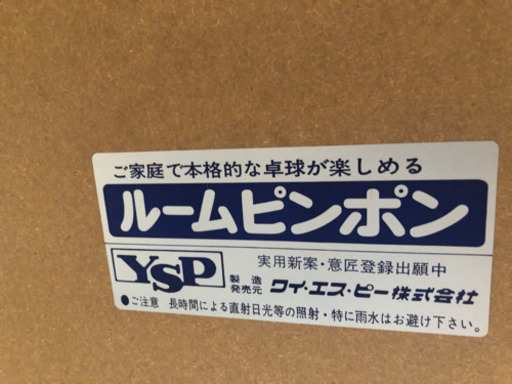 ご家庭で本格的な卓球が楽しめる
ルームピンポン
YSP
実用新案・意匠登録出願中
製造
発売元 ワイ・エス・ピー株式会社
●ご注意 長時間による直射日光等の照射・特に雨水はお避け下さい。